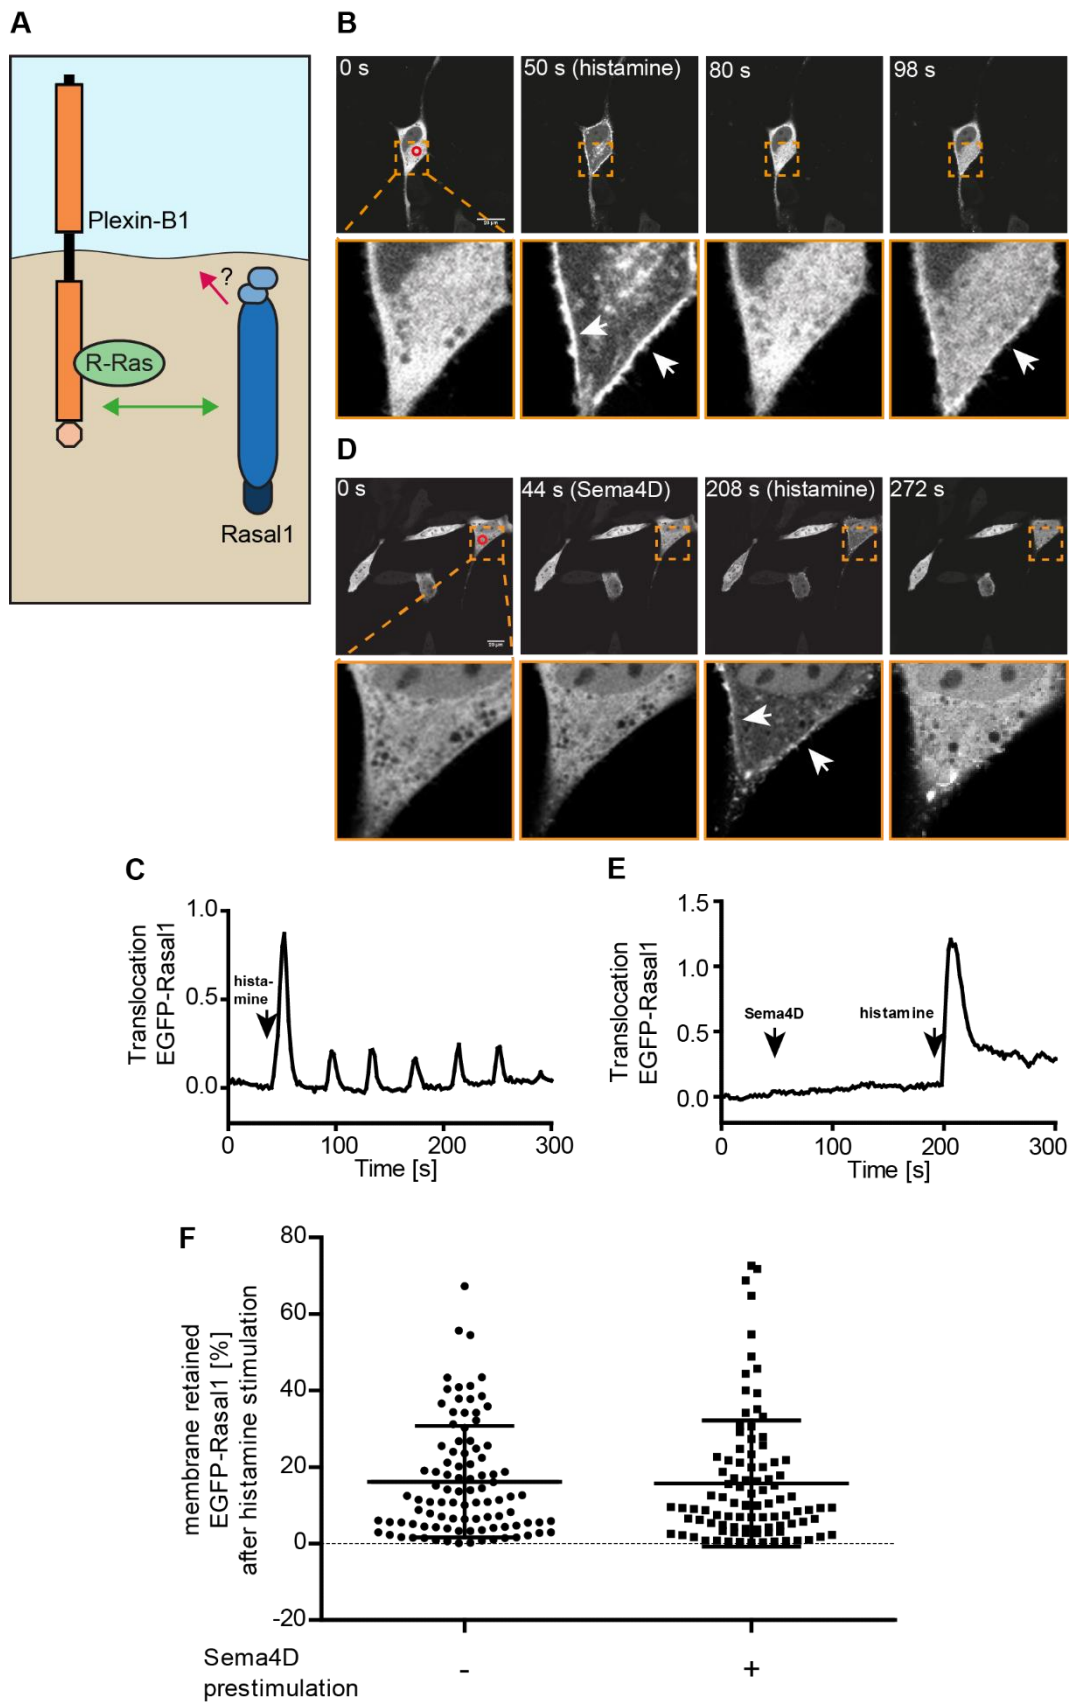 A
Plexin-B1
?
R-Ras
Rasal1
B
0 s
50 s (histamine)
80 s
98 s
D
0 s
44 s (Sema4D)
208 s (histamine)
272 s
C
Translocation
EGFP-Rasal1
1.0
0.5
0.0
hista-
mine
0
100
200
300
Time [s]
E
Translocation
EGFP-Rasal1
1.5
1.0
0.5
0.0
Sema4D
histamine
0
100
200
300
Time [s]
F
membrane retained
EGFP-Rasal1 [%]
after histamine stimulation
80
60
40
20
0
-20
Sema4D
prestimulation
-
+